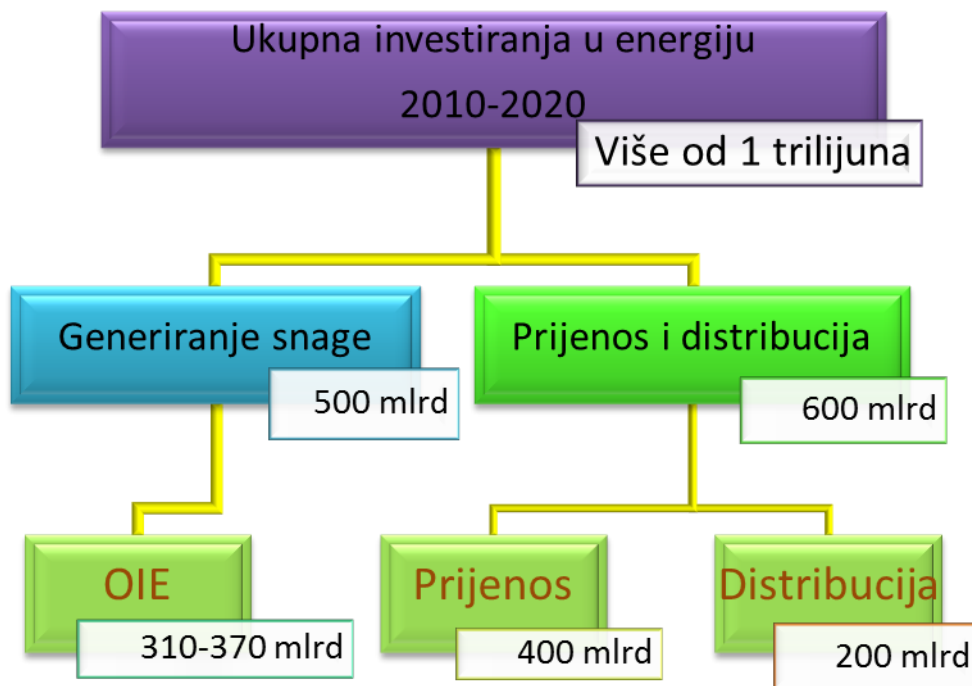 Ukupna investiranja u energiju
2010-2020
Više od 1 trilijuna
Generiranje snage
500 mlrd
Prijenos i distribucija
600 mlrd
OIE
310-370 mlrd
Prijenos
400 mlrd
Distribucija
200 mlrd